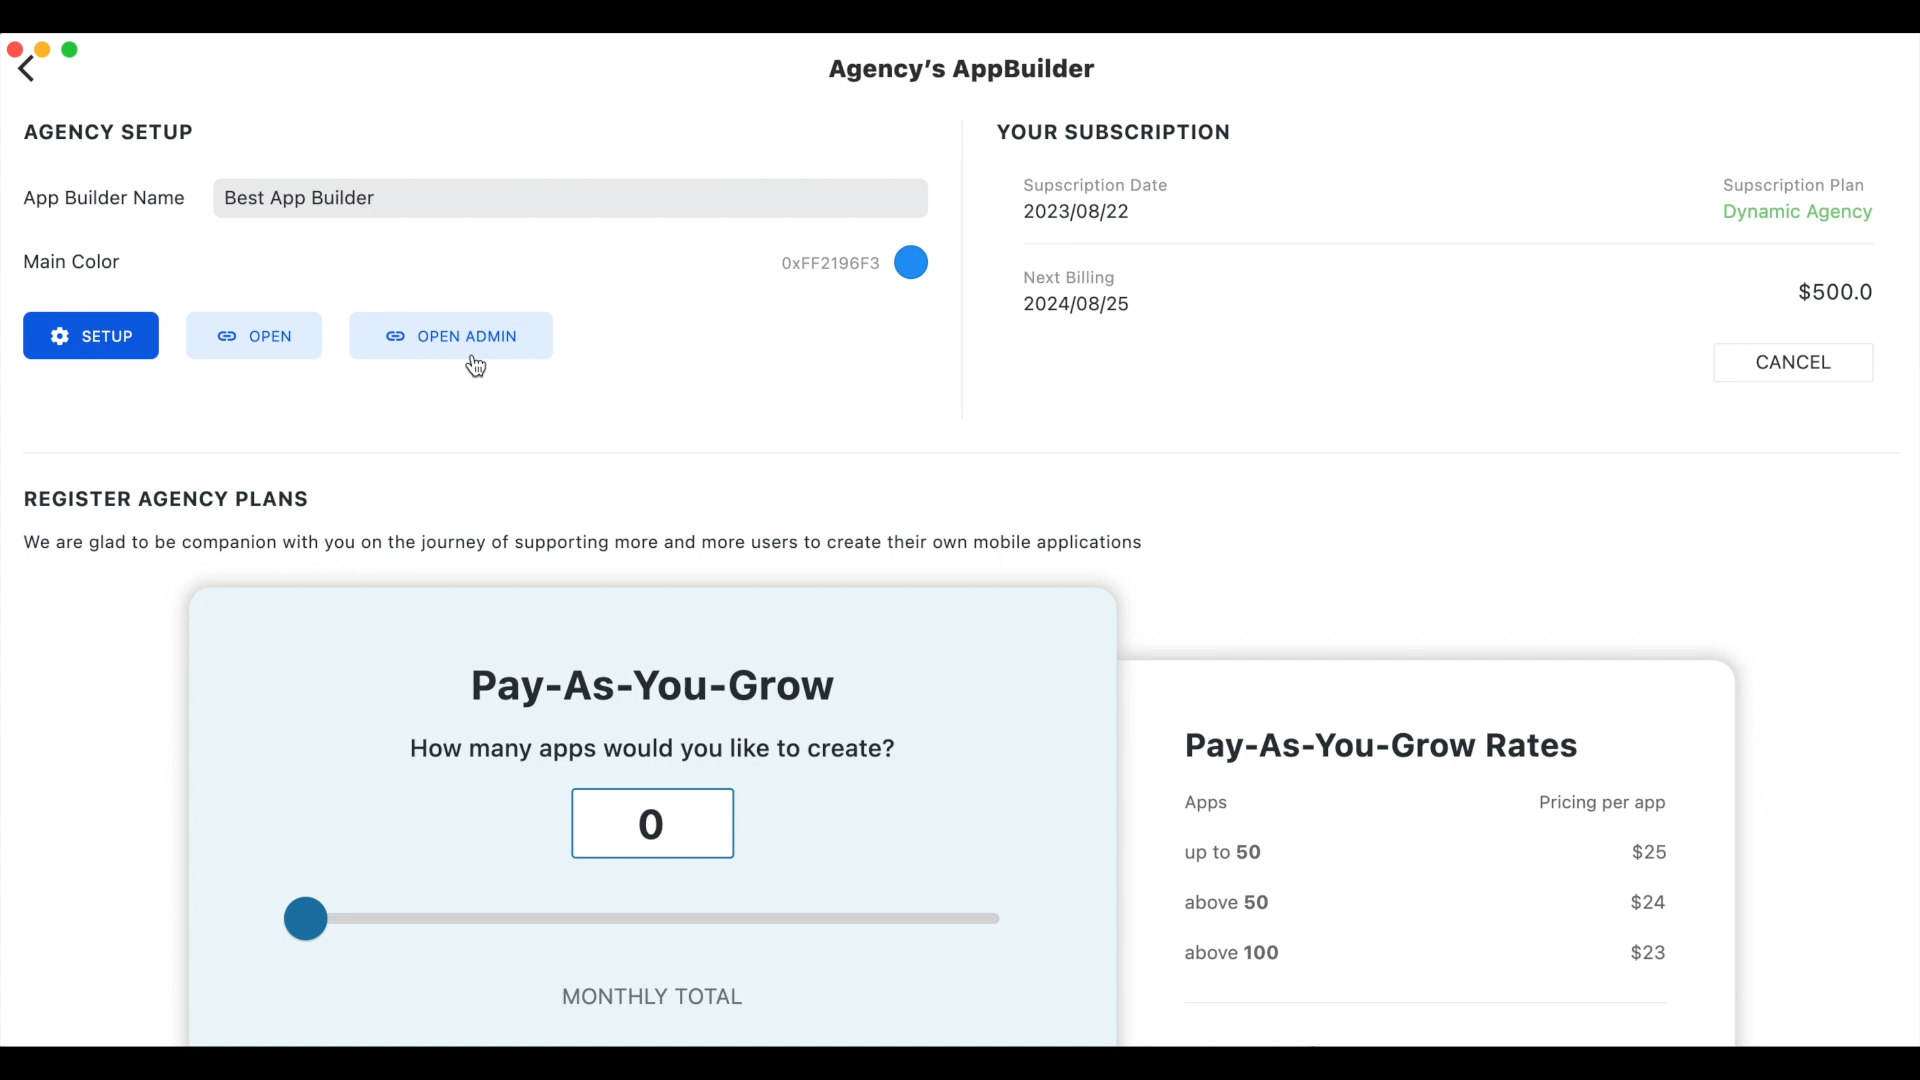 Agency's AppBuilder
AGENCY SETUP
App Builder Name
Best App Builder
Main Color
0xFF2196F3
SETUP
OPEN
OPEN ADMIN
YOUR SUBSCRIPTION
Supscription Date
2023/08/22
Supscription Plan
Dynamic Agency
Next Billing
2024/08/25
$500.0
CANCEL
REGISTER AGENCY PLANS
We are glad to be companion with you on the journey of supporting more and more users to create their own mobile applications
Pay-As-You-Grow
How many apps would you like to create?
0
MONTHLY TOTAL
Pay-As-You-Grow Rates
Apps Pricing per app
up to 50 $25
above 50 $24
above 100 $23